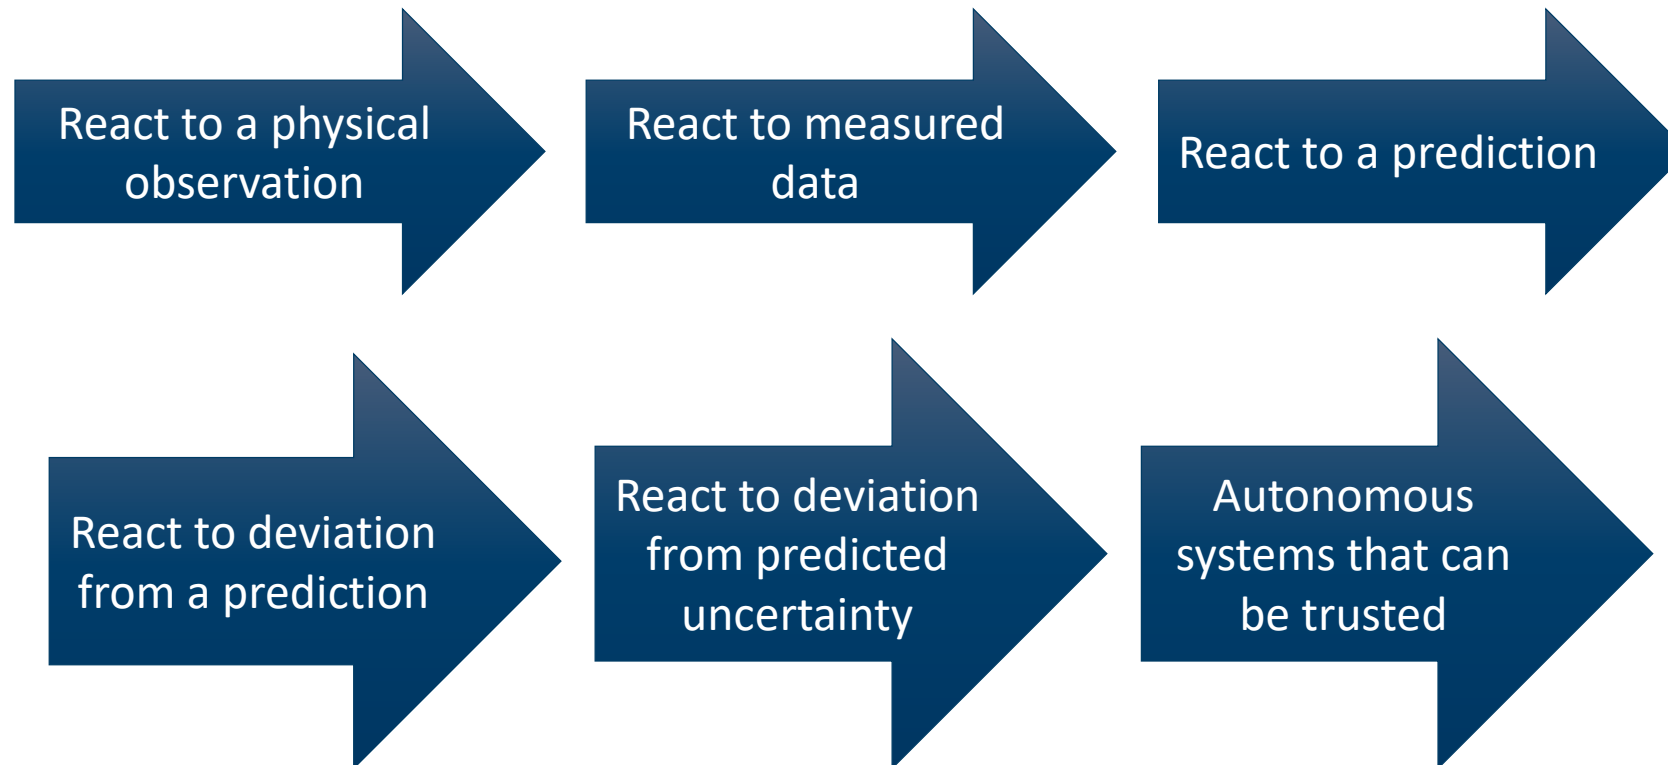 React to a physical
observation
React to measured
data
React to a prediction
React to deviation
from a prediction
React to deviation
from predicted
uncertainty
Autonomous
systems that can
be trusted